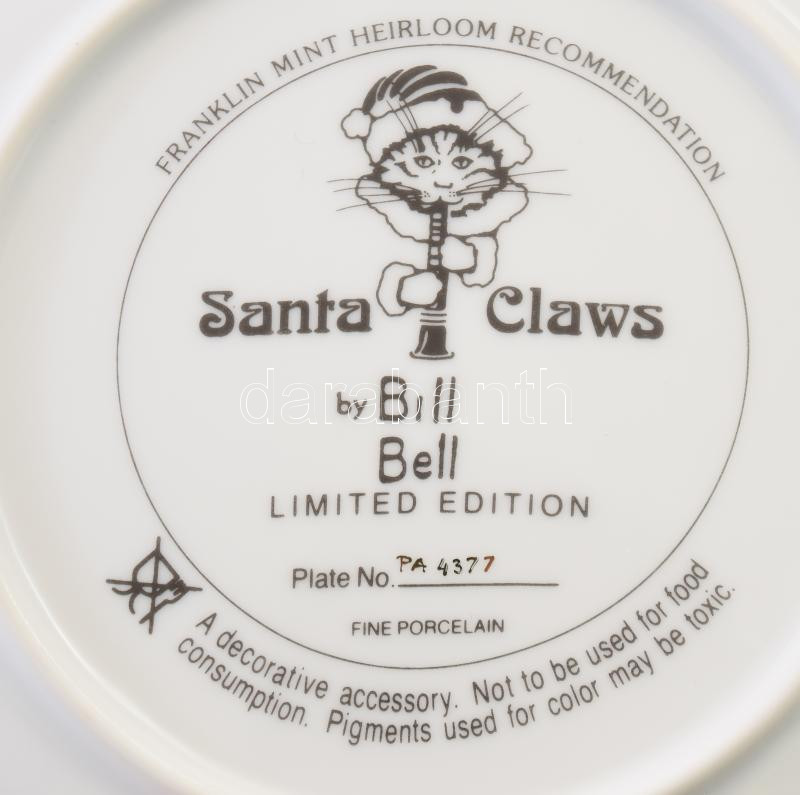 FRANKLIN MINT HEIRLOOM RECOMMENDATION
Santa Claws
by Bill
Bell
darabanth
LIMITED EDITION
Plate No. PA 4377
FINE PORCELAIN
A decorative accessory. Not to be used for food
consumption. Pigments used for color may be toxic.